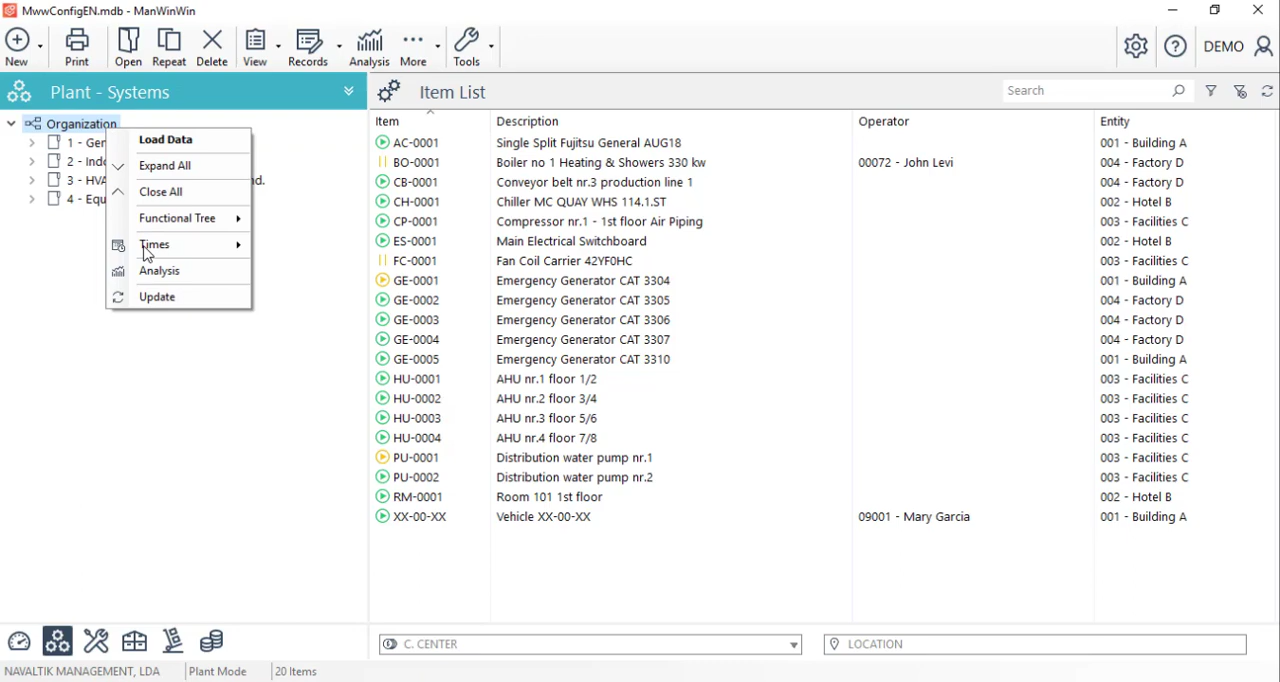 MwwConfigEN.mdb - ManWinWin
New Print Open Repeat Delete View Records Analysis More Tools DEMO
Plant - Systems
Item List
Search
Organization
1 - Ger
2 - Indo
3 - HVA nd.
4 - Equ
Load Data
Expand All
Close All
Functional Tree
Times
Analysis
Update
Item Description Operator Entity
AC-0001 Single Split Fujitsu General AUG18 001 - Building A
BO-0001 Boiler no 1 Heating & Showers 330 kw 00072 - John Levi 004 - Factory D
CB-0001 Conveyor belt nr.3 production line 1 004 - Factory D
CH-0001 Chiller MC QUAY WHS 114.1.ST 002 - Hotel B
CP-0001 Compressor nr.1 - 1st floor Air Piping 003 - Facilities C
ES-0001 Main Electrical Switchboard 002 - Hotel B
FC-0001 Fan Coil Carrier 42YF0HC 003 - Facilities C
GE-0001 Emergency Generator CAT 3304 001 - Building A
GE-0002 Emergency Generator CAT 3305 004 - Factory D
GE-0003 Emergency Generator CAT 3306 004 - Factory D
GE-0004 Emergency Generator CAT 3307 004 - Factory D
GE-0005 Emergency Generator CAT 3310 001 - Building A
HU-0001 AHU nr.1 floor 1/2 003 - Facilities C
HU-0002 AHU nr.2 floor 3/4 003 - Facilities C
HU-0003 AHU nr.3 floor 5/6 003 - Facilities C
HU-0004 AHU nr.4 floor 7/8 003 - Facilities C
PU-0001 Distribution water pump nr.1 003 - Facilities C
PU-0002 Distribution water pump nr.2 003 - Facilities C
RM-0001 Room 101 1st floor 002 - Hotel B
XX-00-XX Vehicle XX-00-XX 09001 - Mary Garcia 001 - Building A
C. CENTER LOCATION
NAVALTIK MANAGEMENT, LDA Plant Mode 20 Items